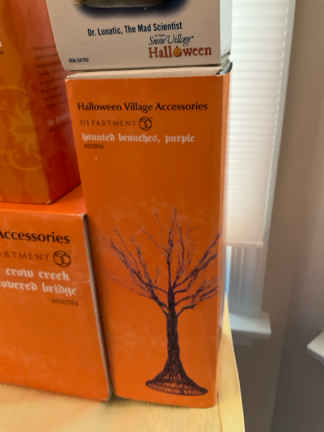 Dr. Lunatic, The Mad Scientist
Snow Village
Halloween
Halloween Village Accessories
DEPARTMENT 56
haunted branches, purple
Accessories
ARTMENT 56
crow creek
covered bridge